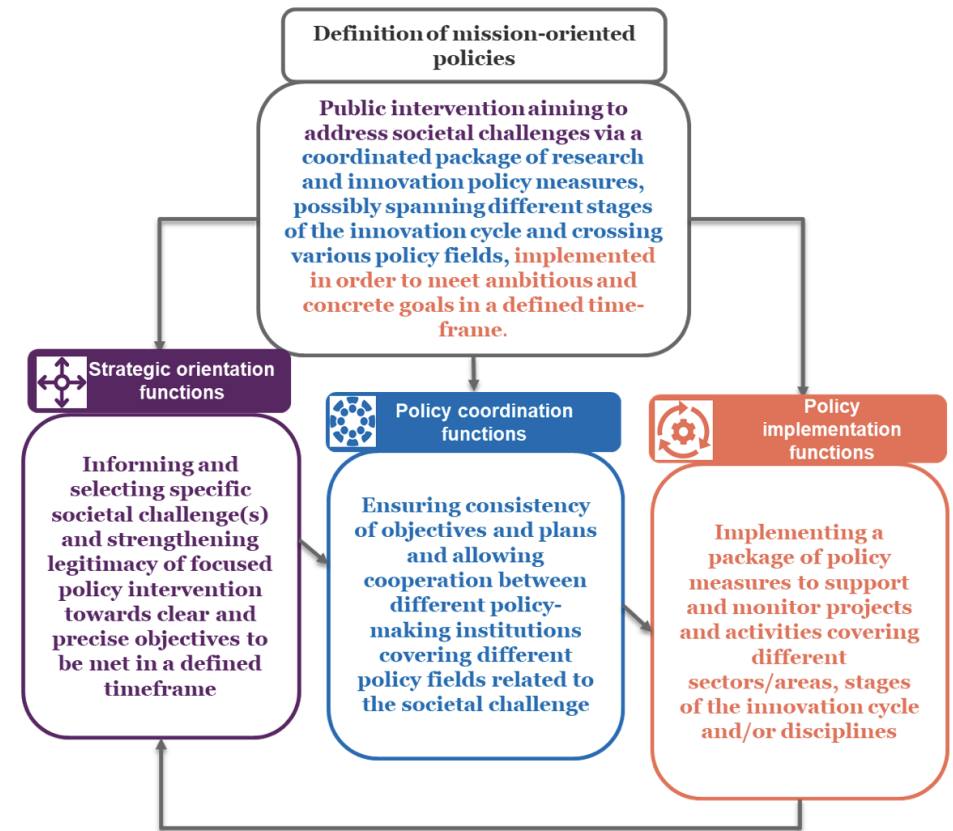 Definition of mission-oriented
policies
Public intervention aiming to
address societal challenges via a
coordinated package of research
and innovation policy measures,
possibly spanning different stages
of the innovation cycle and crossing
various policy fields, implemented
in order to meet ambitious and
concrete goals in a defined time-
frame.
Strategic orientation
functions
Informing and
selecting specific
societal challenge(s)
and strengthening
legitimacy of focused
policy intervention
towards clear and
precise objectives to
be met in a defined
timeframe
Policy coordination
functions
Ensuring consistency
of objectives and plans
and allowing
cooperation between
different policy-
making institutions
covering different
policy fields related to
the societal challenge
Policy
implementation
functions
Implementing a
package of policy
measures to support
and monitor projects
and activities covering
different
sectors/areas, stages
of the innovation cycle
and/or disciplines